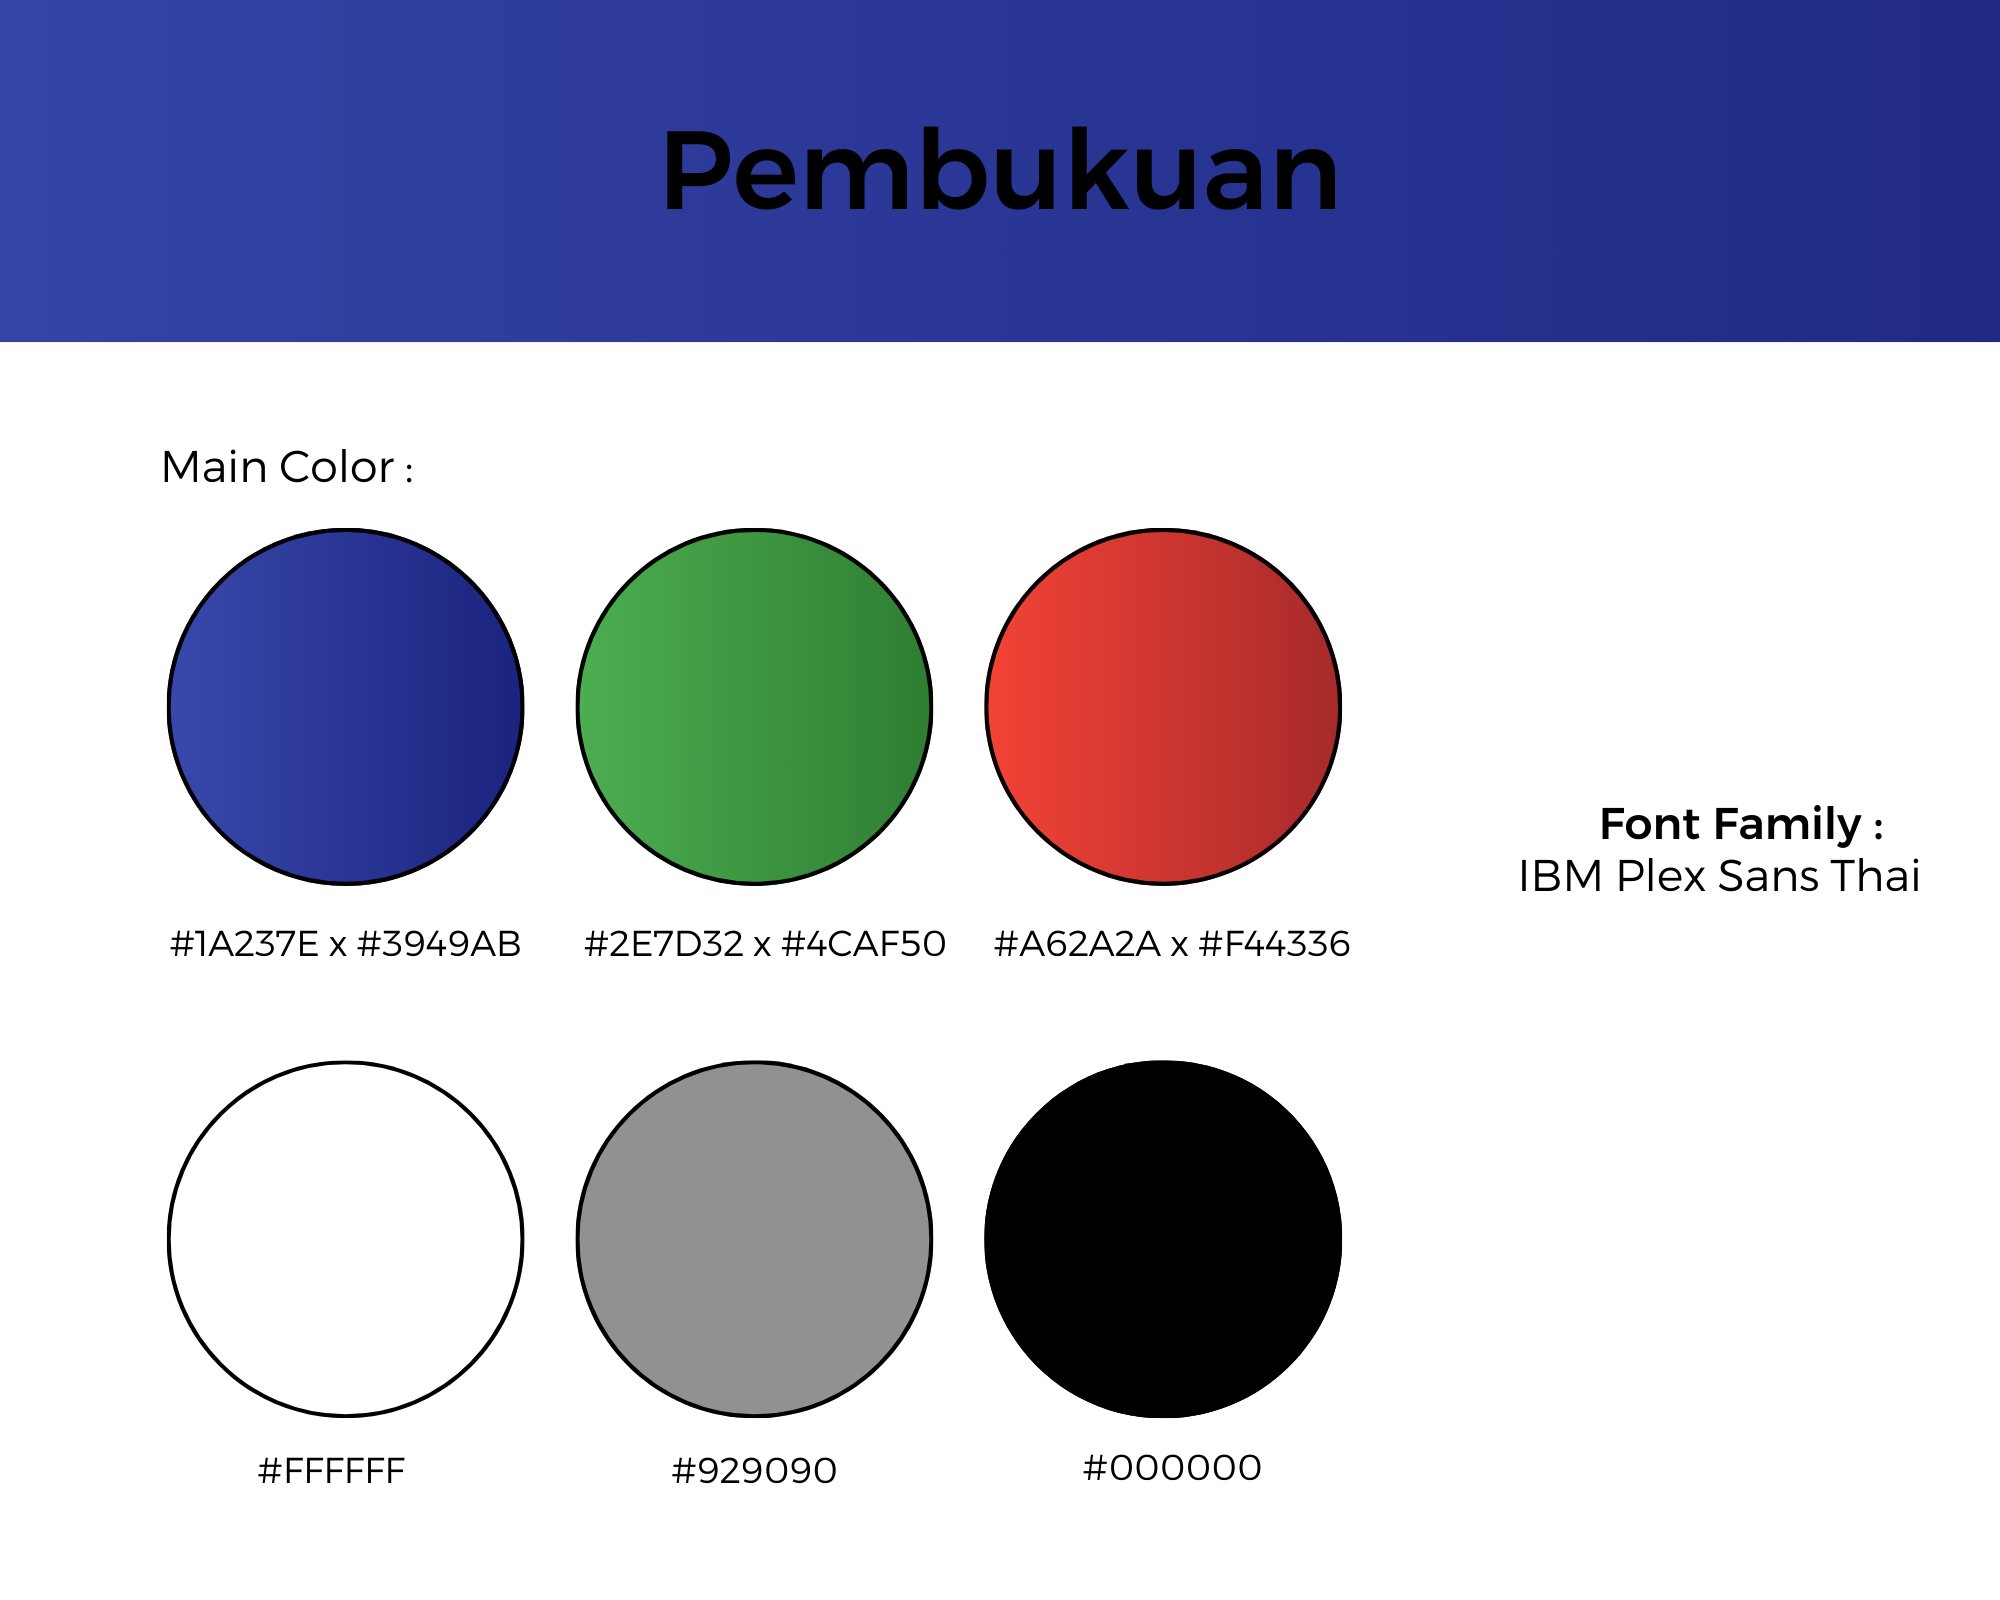 Pembukuan
Main Color :
#1A237E x #3949AB
#2E7D32 x #4CAF50
#A62A2A x #F44336
Font Family :
IBM Plex Sans Thai
#FFFFFF
#929090
#000000